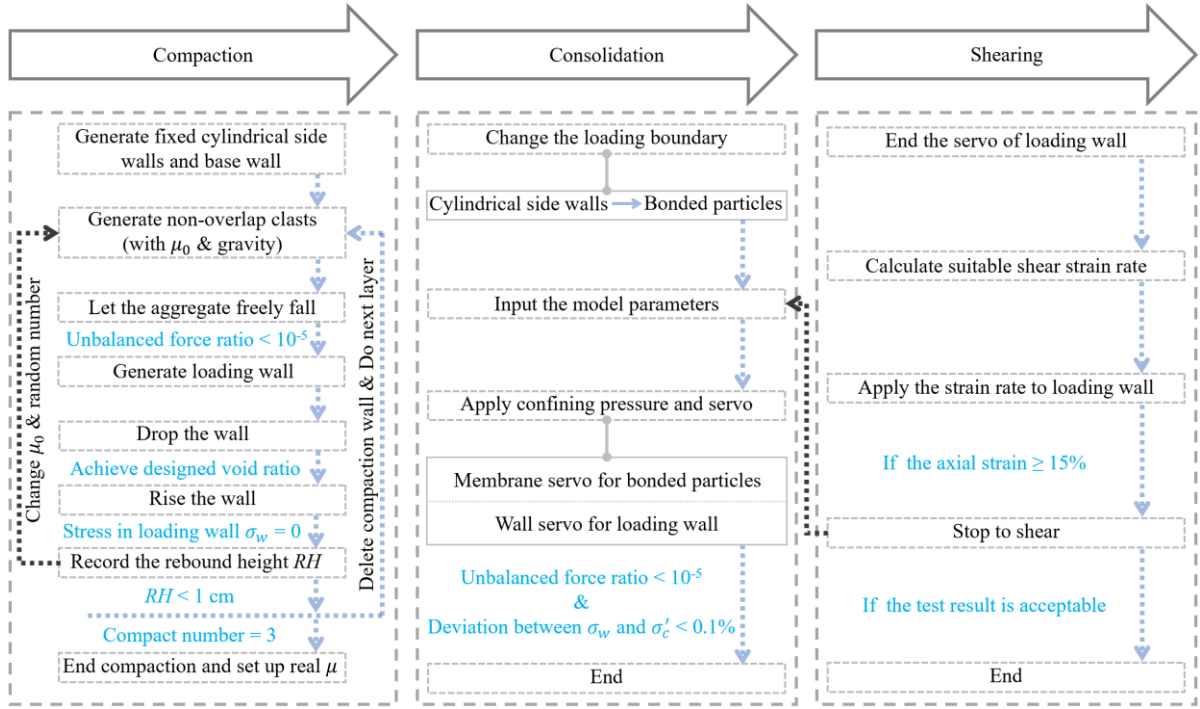 Compaction
Consolidation
Shearing
Generate fixed cylindrical side
walls and base wall
Generate non-overlap clasts
(with μ₀ & gravity)
Let the aggregate freely fall
Unbalanced force ratio < 10⁻⁵
Generate loading wall
Drop the wall
Achieve designed void ratio
Rise the wall
Stress in loading wall σ_w = 0
Record the rebound height RH
RH < 1 cm
Compact number = 3
End compaction and set up real μ
Change μ₀ & random number
Delete compaction wall & Do next layer
Change the loading boundary
Cylindrical side walls
Bonded particles
Input the model parameters
Apply confining pressure and servo
Membrane servo for bonded particles
Wall servo for loading wall
Unbalanced force ratio < 10⁻⁵
&
Deviation between σ_w and σ′_c < 0.1%
End
End the servo of loading wall
Calculate suitable shear strain rate
Apply the strain rate to loading wall
If the axial strain ≥ 15%
Stop to shear
If the test result is acceptable
End